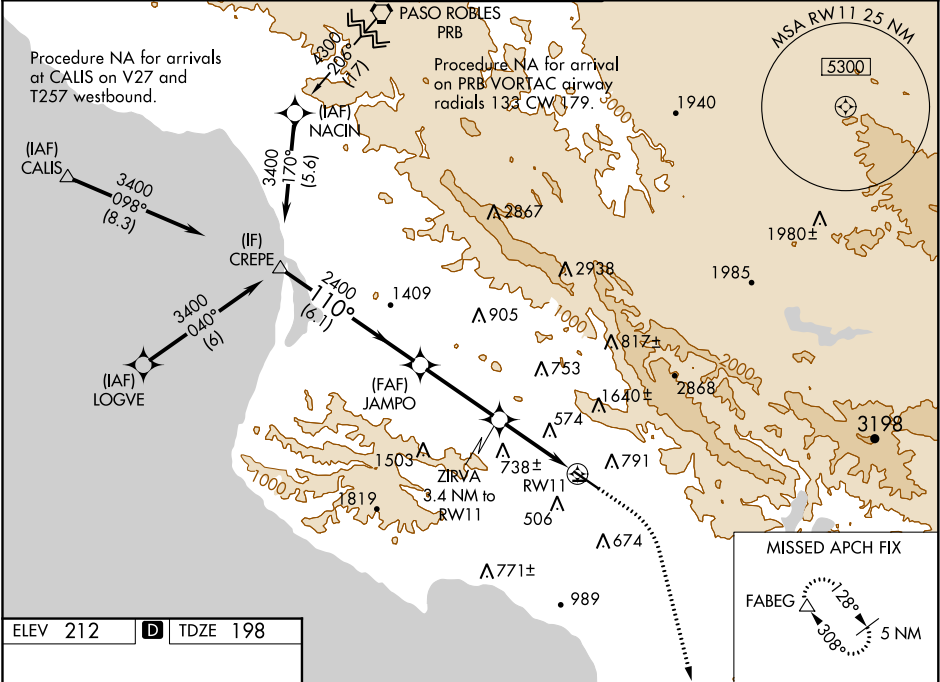 PASO ROBLES
PRB
MSA RW11 25 NM
5300
Procedure NA for arrivals
at CALIS on V27 and
T257 westbound.
4300
206°
(17)
Procedure NA for arrival
on PRB VORTAC airway
radials 133 CW 179.
1940
(IAF)
NACIN
(IAF)
CALIS
3400
098°
(8.3)
3400
170°
(5.6)
2867
1980±
(IF)
CREPE
2938
1985
2400
110°
(6.1)
1409
905
1000
3400
040°
(6)
817±
2000
(IAF)
LOGVE
(FAF)
JAMPO
753
2868
1640±
574
3198
1503
738±
791
ZIRVA
3.4 NM to
RW11
RW11
1000
1819
506
674
771±
989
MISSED APCH FIX
FABEG
128°
308°
5 NM
ELEV 212 D TDZE 198